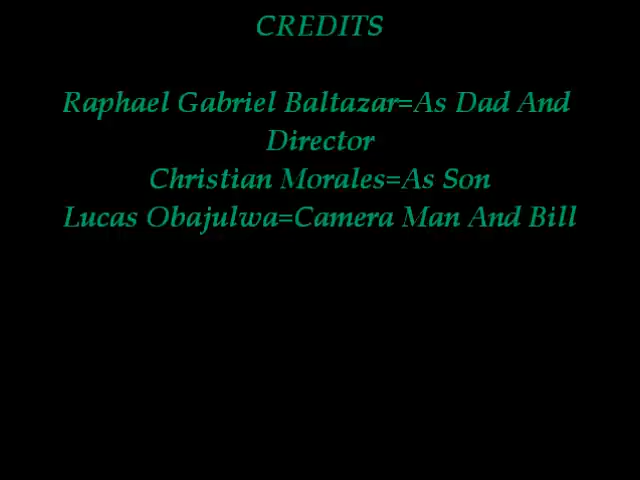 CREDITS
Raphael Gabriel Baltazar=As Dad And
Director
Christian Morales=As Son
Lucas Obajulwa=Camera Man And Bill